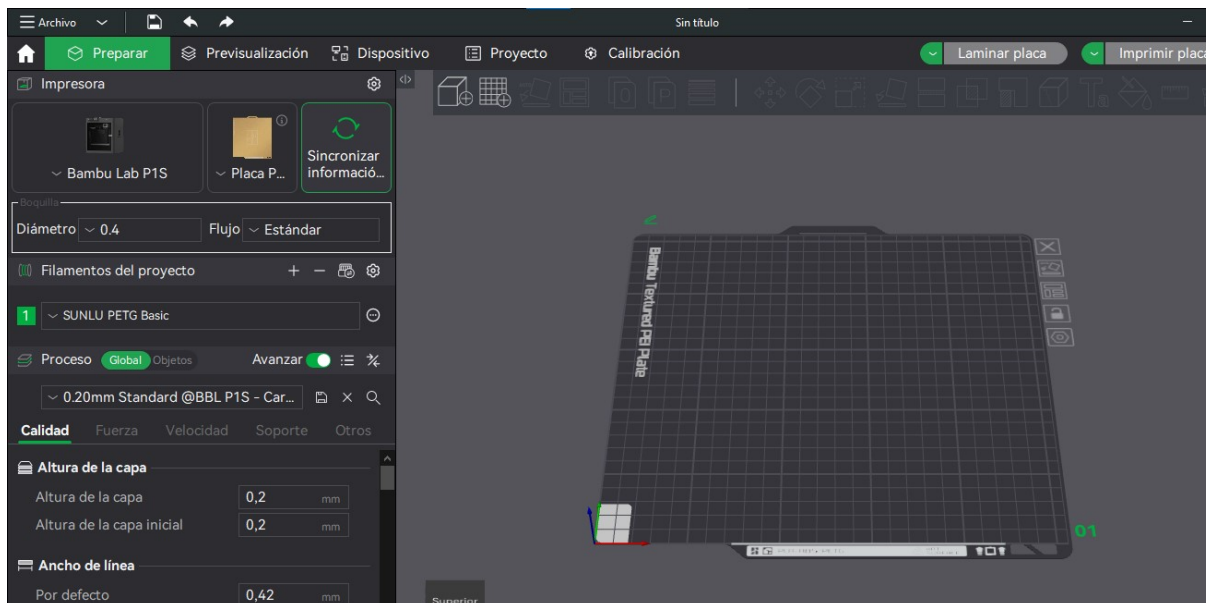 Archivo
Sin título
Preparar
Previsualización
Dispositivo
Proyecto
Calibración
Laminar placa
Imprimir placa
Impresora
Bambu Lab P1S
Placa P...
Sincronizar
informació...
Boquilla
Diámetro
0.4
Flujo
Estándar
Filamentos del proyecto
1
SUNLU PETG Basic
Proceso
Global
Objetos
Avanzar
0.20mm Standard @BBL P1S - Car...
Calidad
Fuerza
Velocidad
Soporte
Otros
Altura de la capa
Altura de la capa
0,2
mm
Altura de la capa inicial
0,2
mm
Ancho de línea
Por defecto
0,42
mm
Bambu Textured PEI Plate
01
Superior